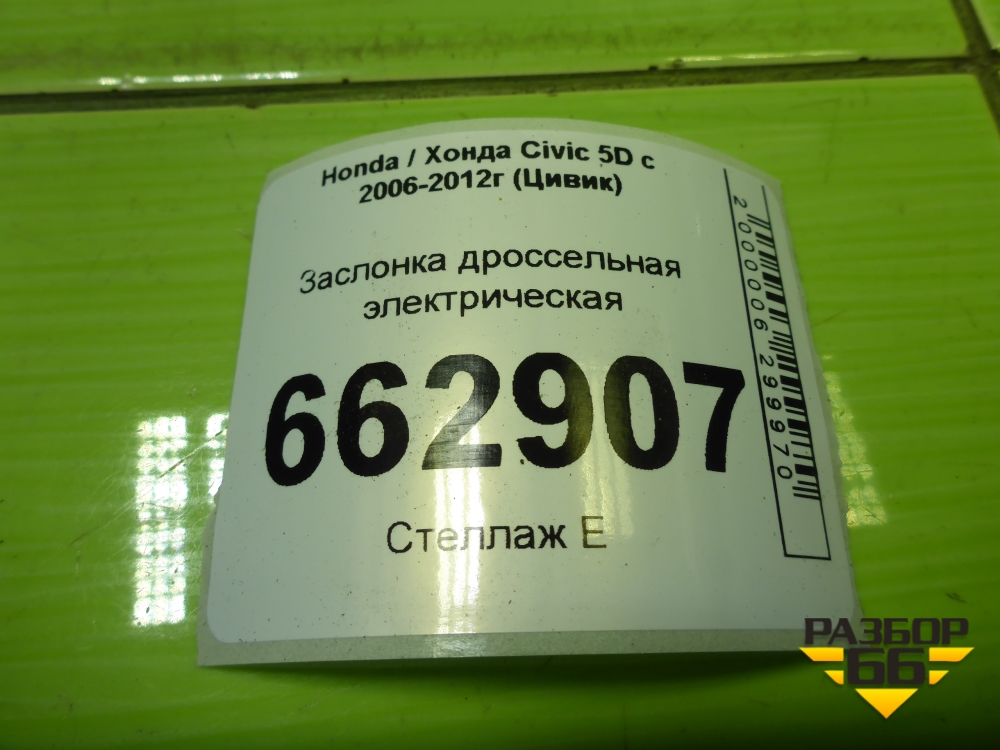 Honda / Хонда Civic 5D с
2006-2012г (Цивик)
Заслонка дроссельная
электрическая
662907
Стеллаж Е
2000006299970
РАЗБОР
66